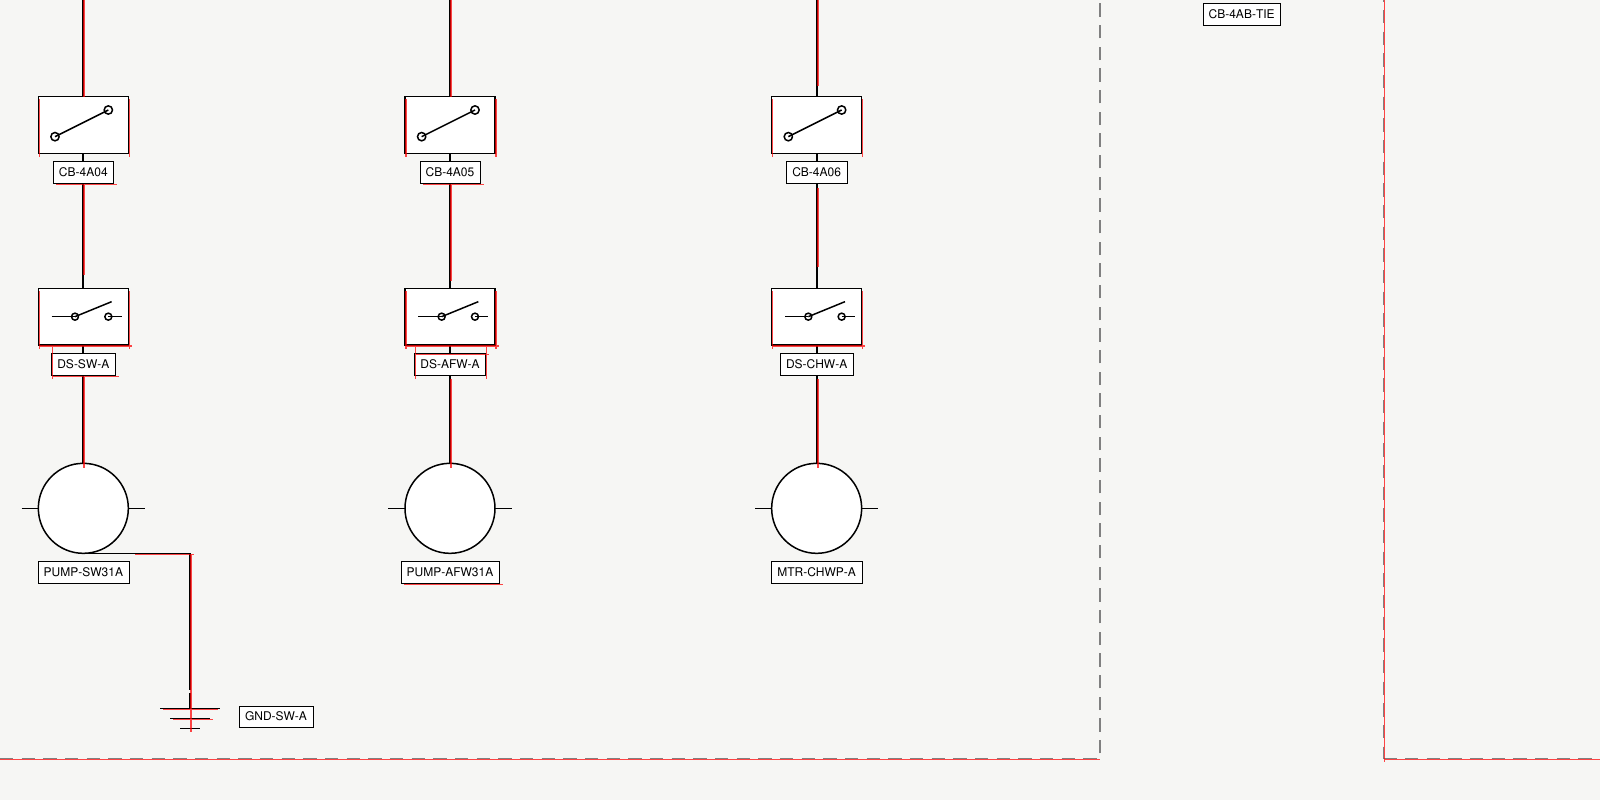 CB-4AB-TIE
CB-4A04
CB-4A05
CB-4A06
DS-SW-A
DS-AFW-A
DS-CHW-A
PUMP-SW31A
PUMP-AFW31A
MTR-CHWP-A
GND-SW-A